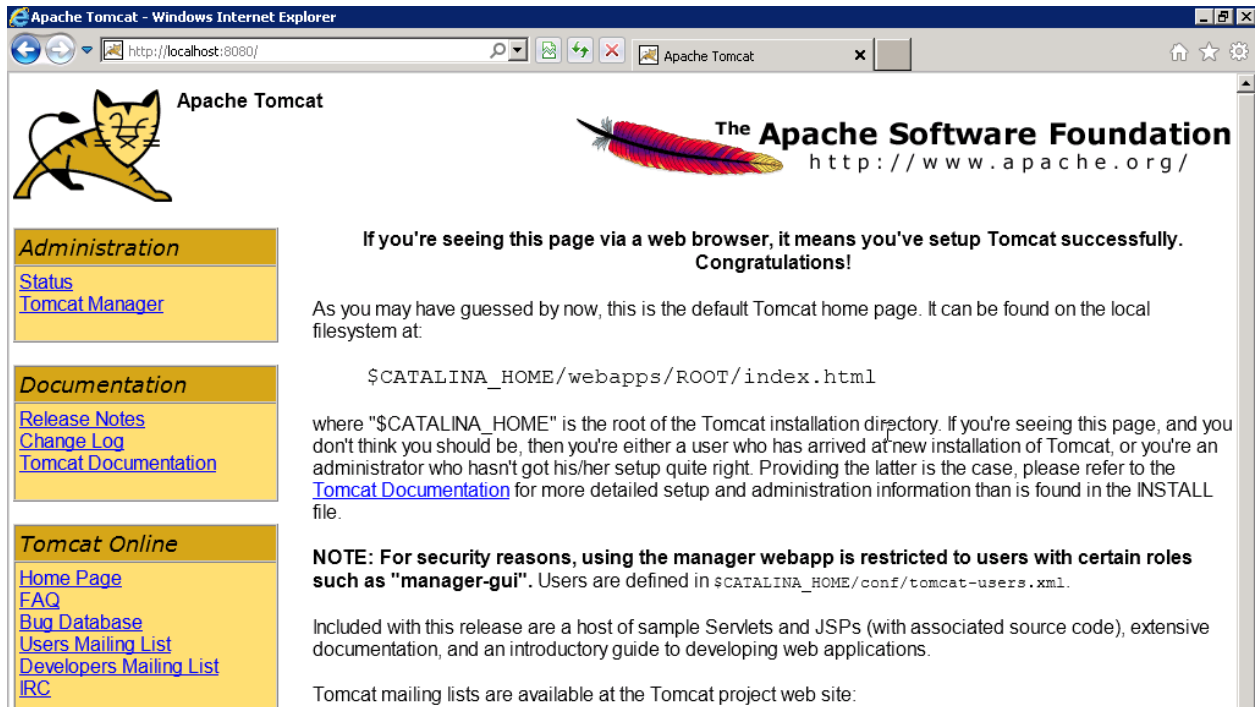 Apache Tomcat - Windows Internet Explorer
http://localhost:8080/
Apache Tomcat
Apache Tomcat
The Apache Software Foundation
http://www.apache.org/
Administration
Status
Tomcat Manager
Documentation
Release Notes
Change Log
Tomcat Documentation
Tomcat Online
Home Page
FAQ
Bug Database
Users Mailing List
Developers Mailing List
IRC
If you're seeing this page via a web browser, it means you've setup Tomcat successfully.
Congratulations!
As you may have guessed by now, this is the default Tomcat home page. It can be found on the local
filesystem at:
$CATALINA_HOME/webapps/ROOT/index.html
where "$CATALINA_HOME" is the root of the Tomcat installation directory. If you're seeing this page, and you
don't think you should be, then you're either a user who has arrived at new installation of Tomcat, or you're an
administrator who hasn't got his/her setup quite right. Providing the latter is the case, please refer to the
Tomcat Documentation for more detailed setup and administration information than is found in the INSTALL
file.
NOTE: For security reasons, using the manager webapp is restricted to users with certain roles
such as "manager-gui". Users are defined in $CATALINA_HOME/conf/tomcat-users.xml.
Included with this release are a host of sample Servlets and JSPs (with associated source code), extensive
documentation, and an introductory guide to developing web applications.
Tomcat mailing lists are available at the Tomcat project web site: